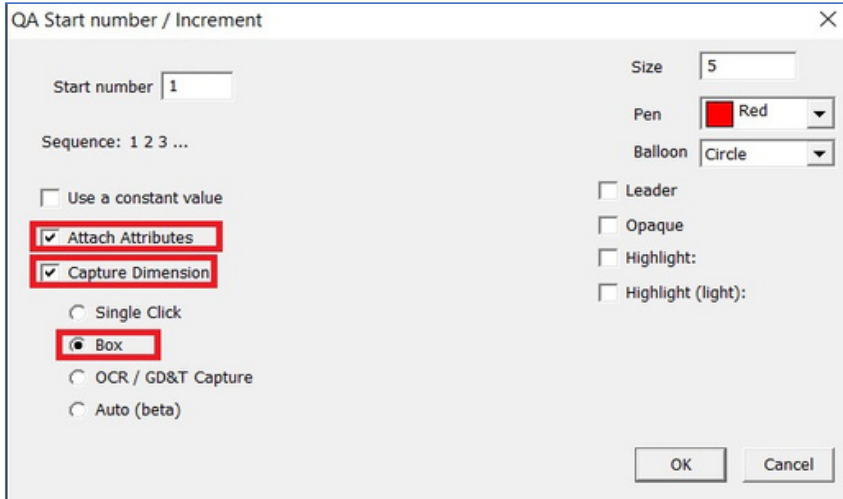 QA Start number / Increment
Start number 1
Sequence: 1 2 3 ...
Use a constant value
Attach Attributes
Capture Dimension
Single Click
Box
OCR / GD&T Capture
Auto (beta)
Size 5
Pen Red
Balloon Circle
Leader
Opaque
Highlight:
Highlight (light):
OK
Cancel